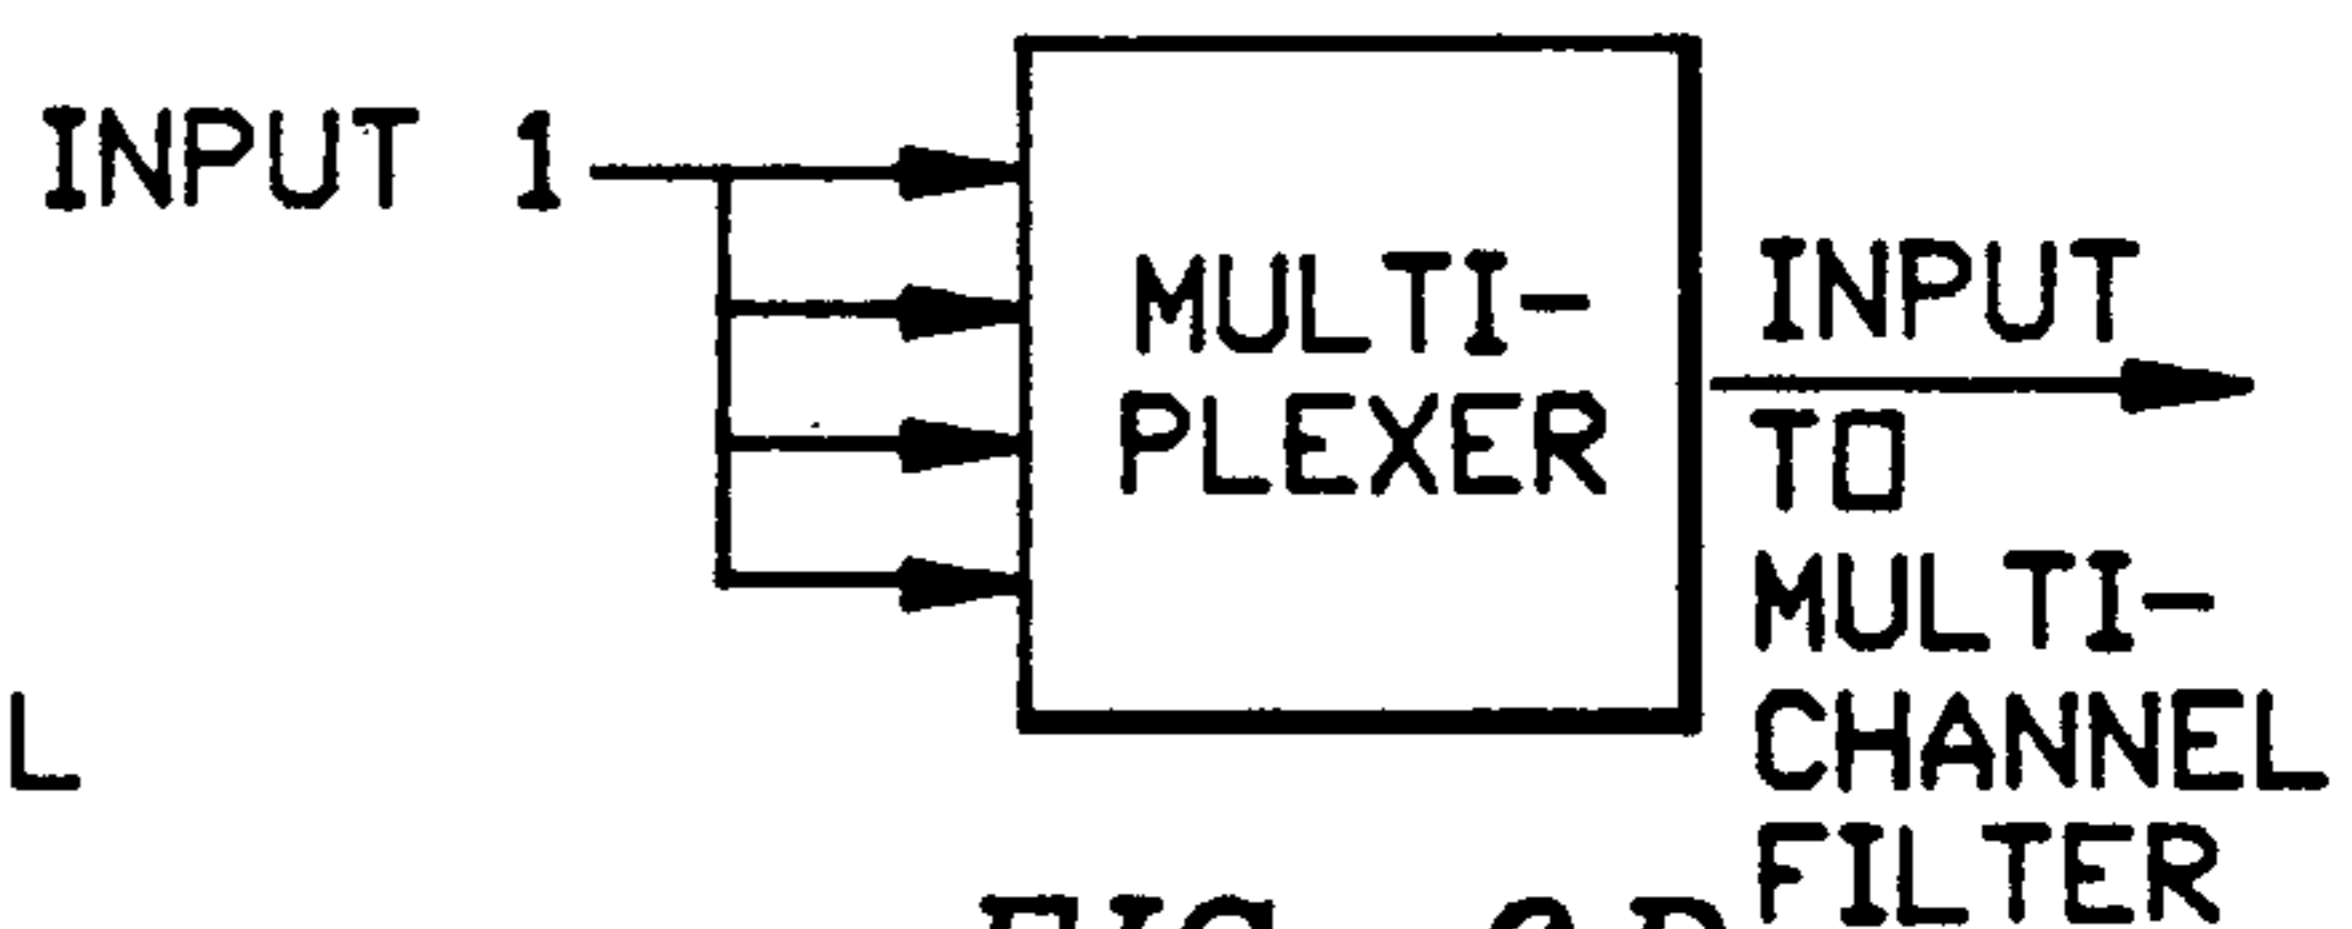 INPUT 1
MULTI-
PLEXER
INPUT
TO
MULTI-
CHANNEL
FILTER
L